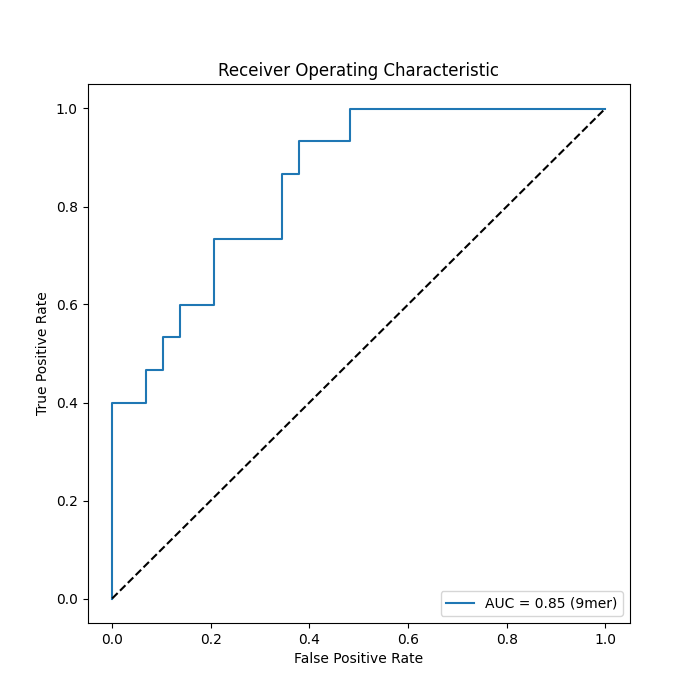 Receiver Operating Characteristic
1.0
0.8
0.6
0.4
0.2
0.0
True Positive Rate
0.0 0.2 0.4 0.6 0.8 1.0
False Positive Rate
AUC = 0.85 (9mer)